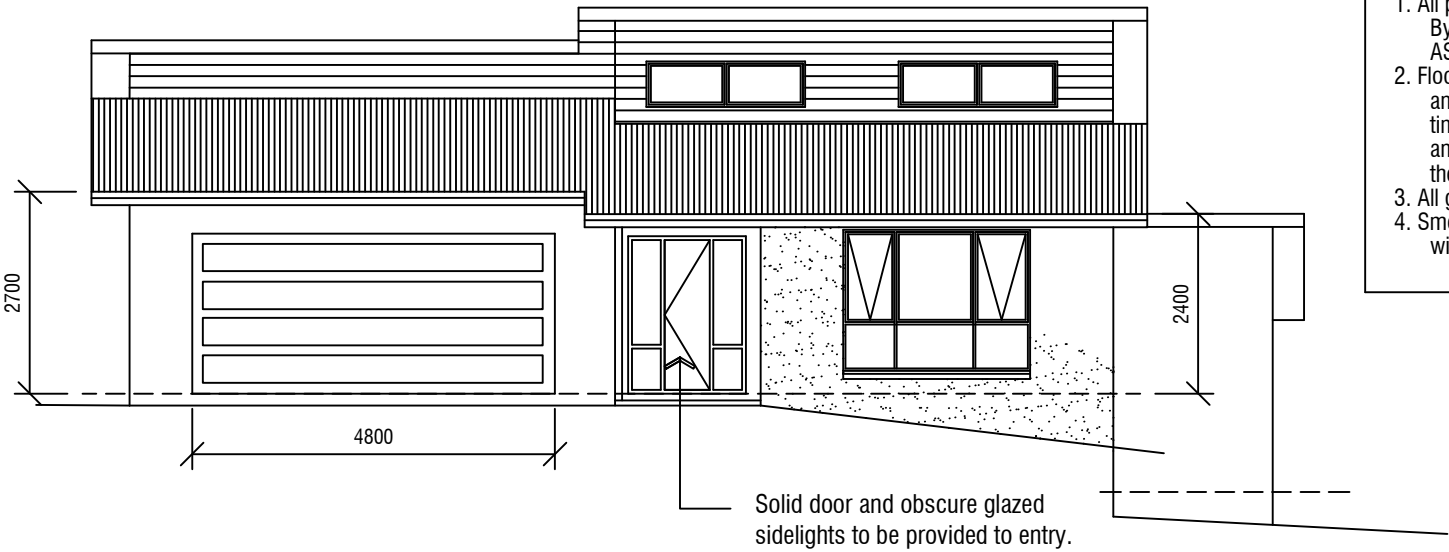 1. All
By
2. Floo
an
tin
an
the
3. All g
4. Smo
wi
2700
2400
4800
Solid door and obscure glazed
sidelights to be provided to entry.